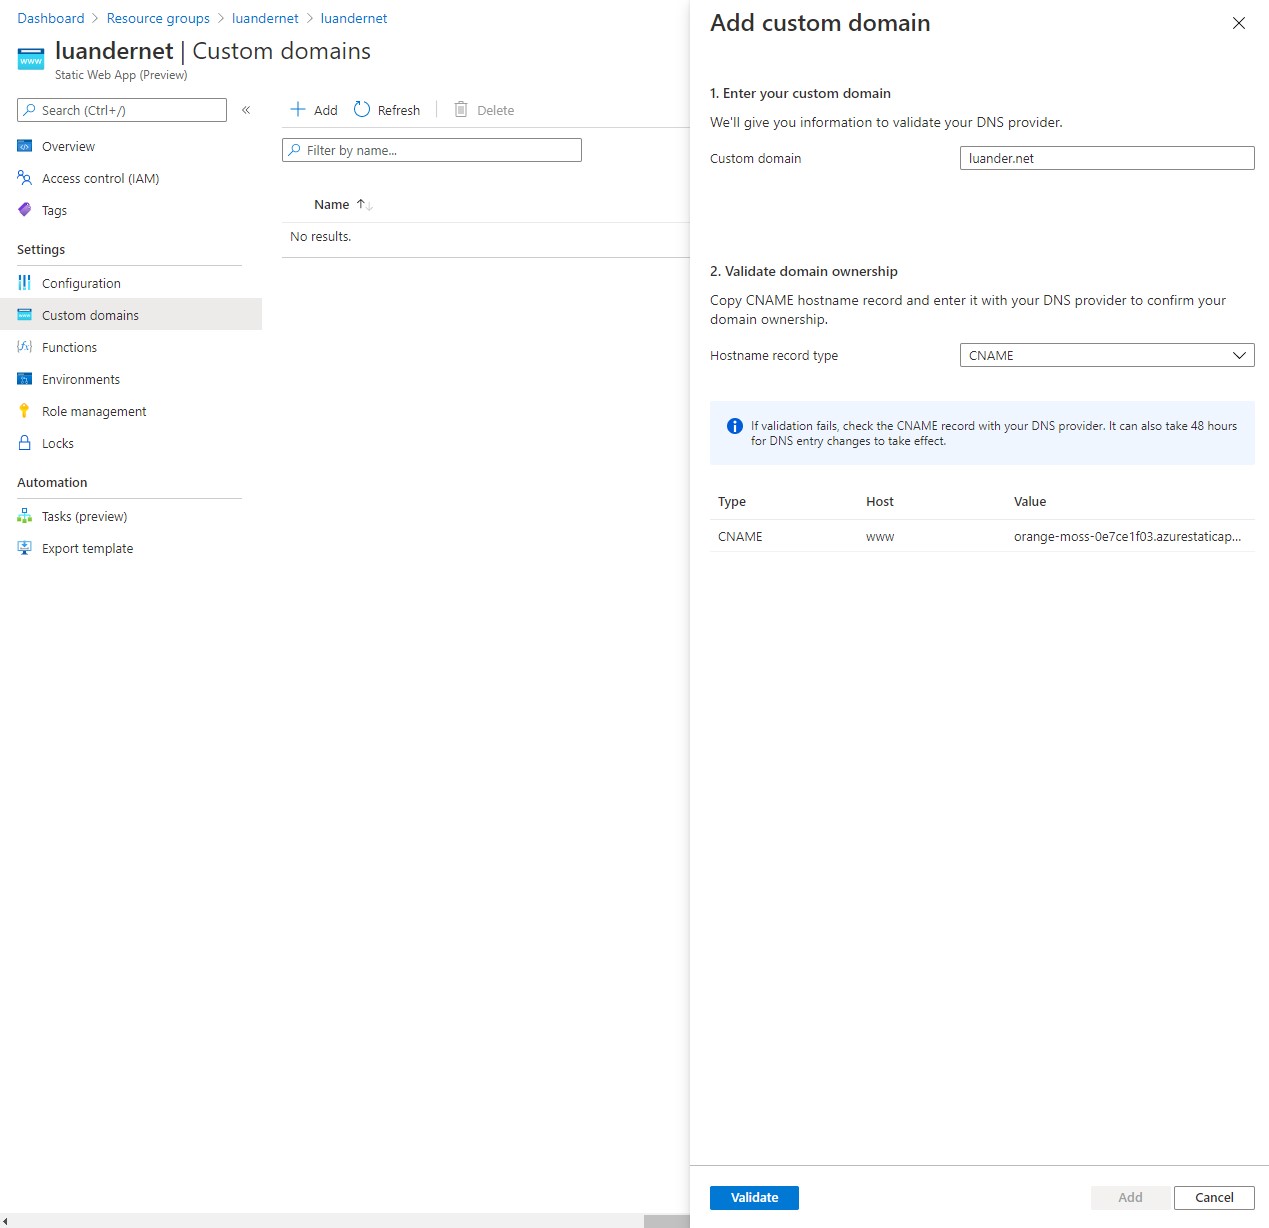 Dashboard > Resource groups > luandernet > luandernet
luandernet | Custom domains
Static Web App (Preview)
Search (Ctrl+/)
«
Overview
Access control (IAM)
Tags
Settings
Configuration
Custom domains
Functions
Environments
Role management
Locks
Automation
Tasks (preview)
Export template
Add Refresh Delete
Filter by name...
Name
No results.
Add custom domain
1. Enter your custom domain
We'll give you information to validate your DNS provider.
Custom domain luander.net
2. Validate domain ownership
Copy CNAME hostname record and enter it with your DNS provider to confirm your
domain ownership.
Hostname record type CNAME
If validation fails, check the CNAME record with your DNS provider. It can also take 48 hours
for DNS entry changes to take effect.
Type Host Value
CNAME www orange-moss-0e7ce1f03.azurestaticap...
Validate Add Cancel